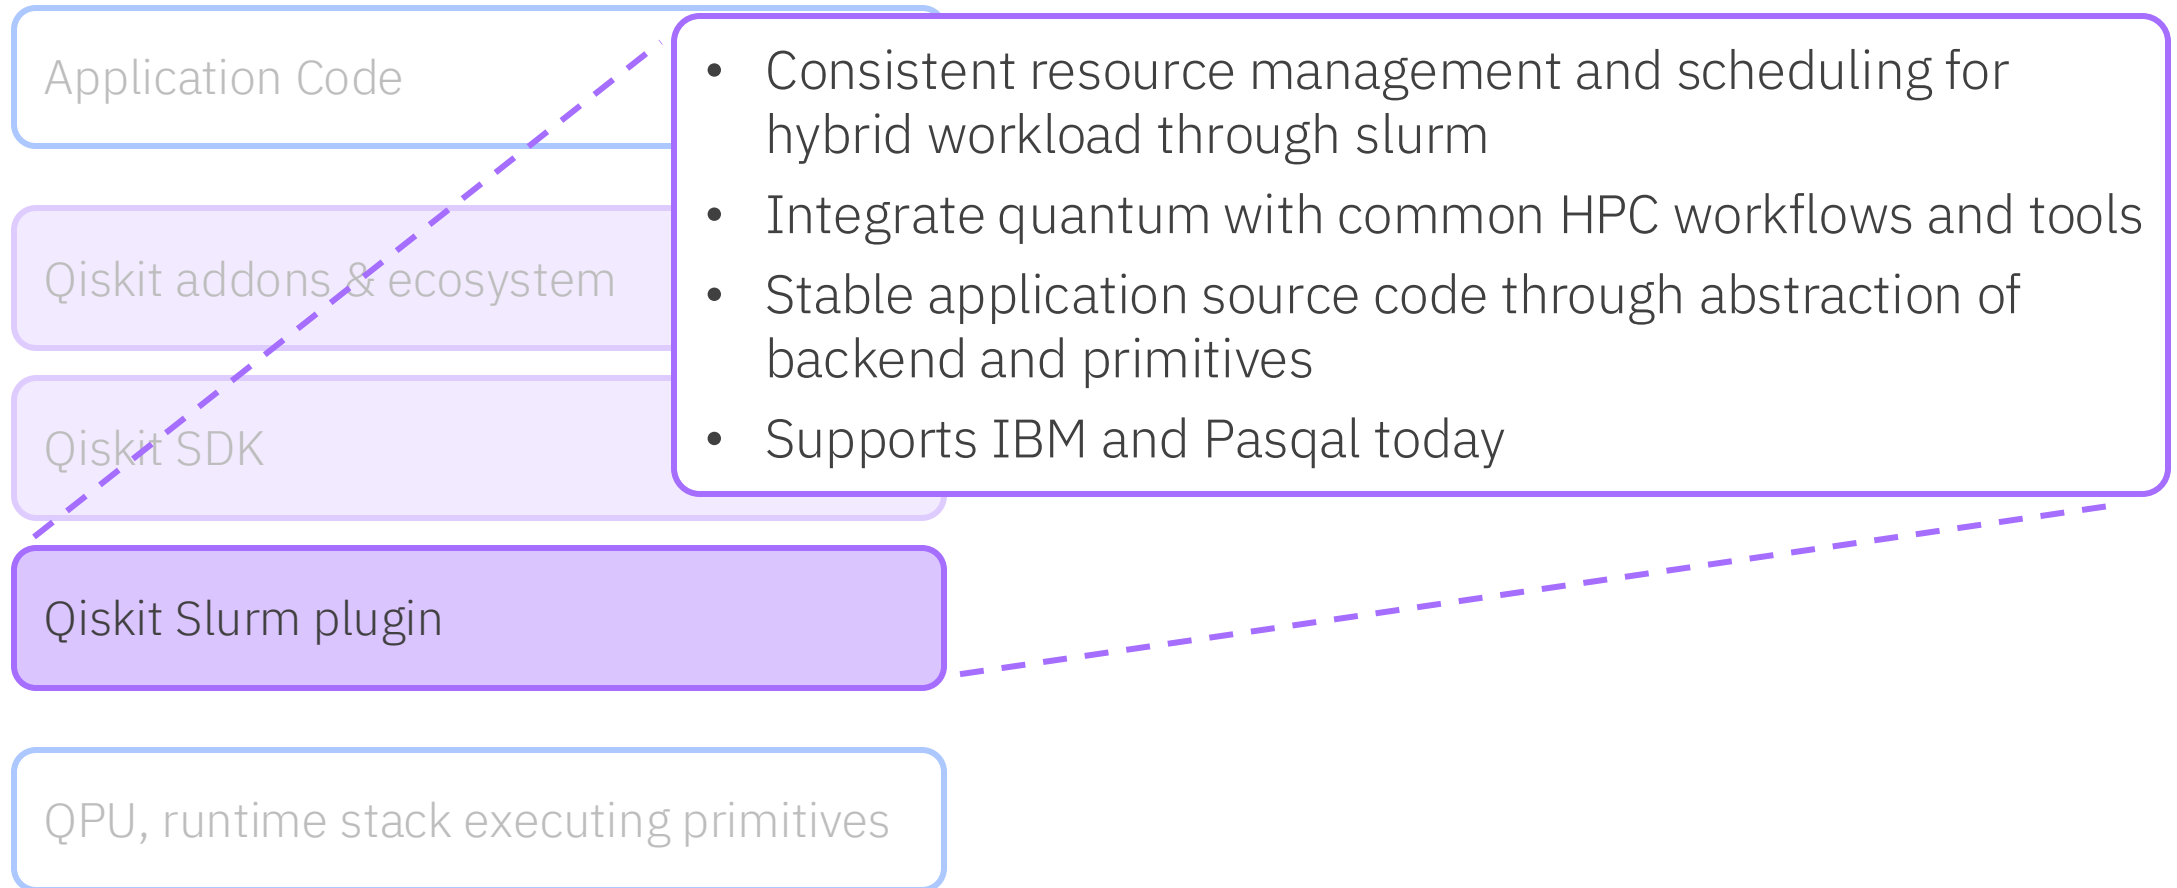 Application Code
Qiskit addons & ecosystem
Qiskit SDK
Qiskit Slurm plugin
QPU, runtime stack executing primitives
• Consistent resource management and scheduling for
hybrid workload through slurm
• Integrate quantum with common HPC workflows and tools
• Stable application source code through abstraction of
backend and primitives
• Supports IBM and Pasqal today